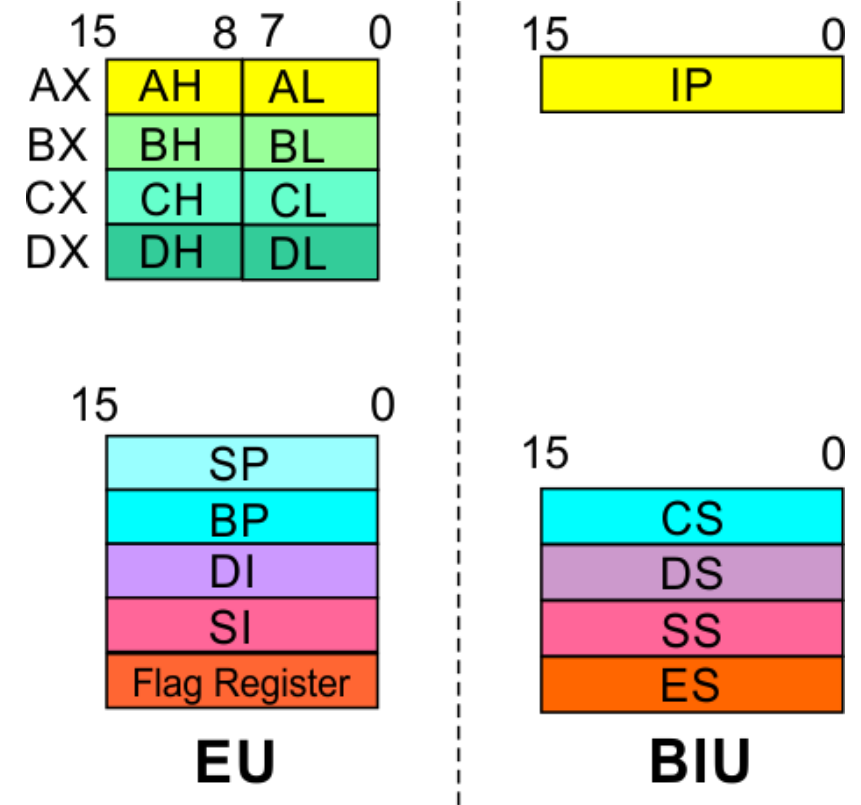 15 8 7 0
AX AH AL
BX BH BL
CX CH CL
DX DH DL
15 0
SP
BP
DI
SI
Flag Register
EU
15 0
IP
15 0
CS
DS
SS
ES
BIU